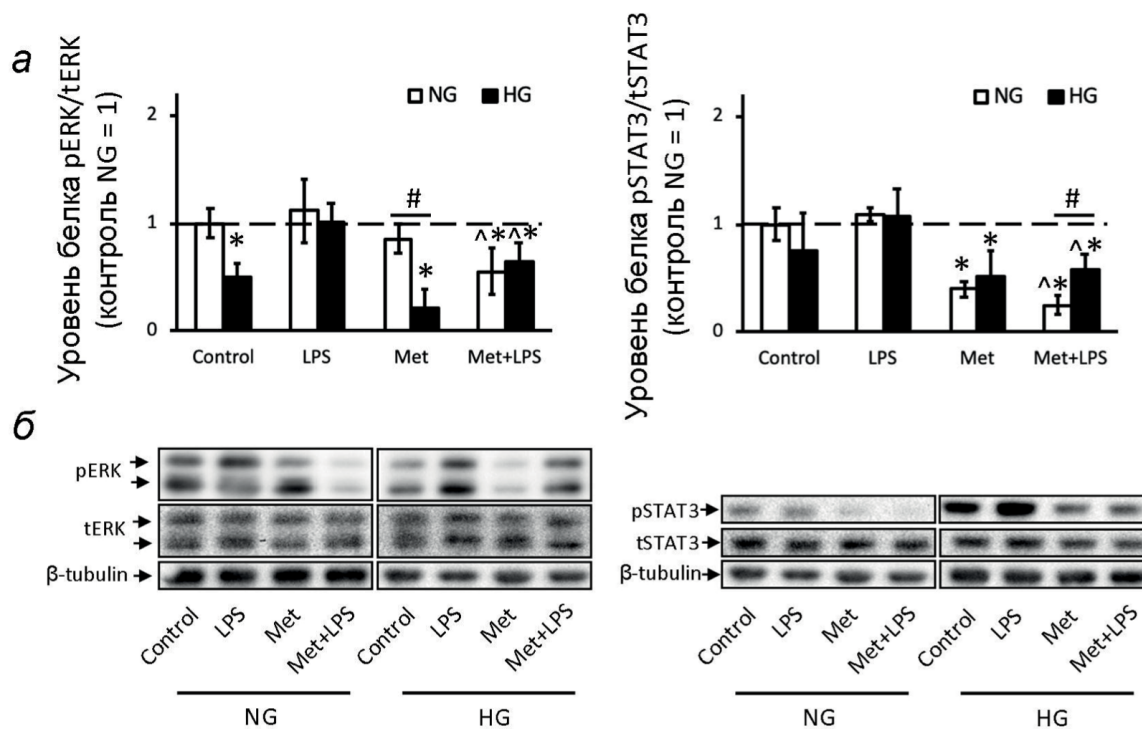 а
Уровень белка pERK/tERK
(контроль NG = 1)
2
1
0
NG HG
*
#
*
^*^*
Control LPS Met Met+LPS
Уровень белка pSTAT3/tSTAT3
(контроль NG = 1)
2
1
0
NG HG
*
*
#
^*
^*
Control LPS Met Met+LPS
б
pERK
tERK
β-tubulin
Control LPS Met Met+LPS Control LPS Met Met+LPS
NG HG
pSTAT3
tSTAT3
β-tubulin
Control LPS Met Met+LPS Control LPS Met Met+LPS
NG HG